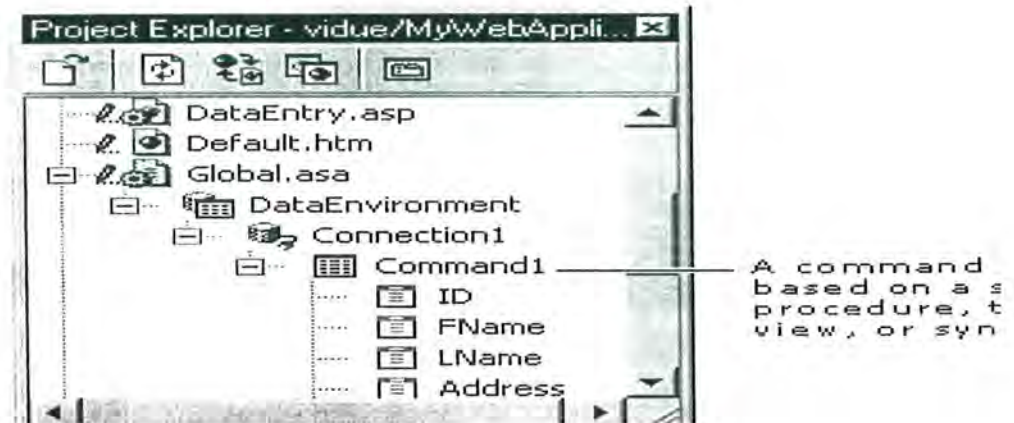 Project Explorer - vidue/MyWebAppli...
DataEntry.asp
Default.htm
Global.asa
DataEnvironment
Connection1
Command1
ID
FName
LName
Address
A command
based on a s
procedure, t
view, or syn